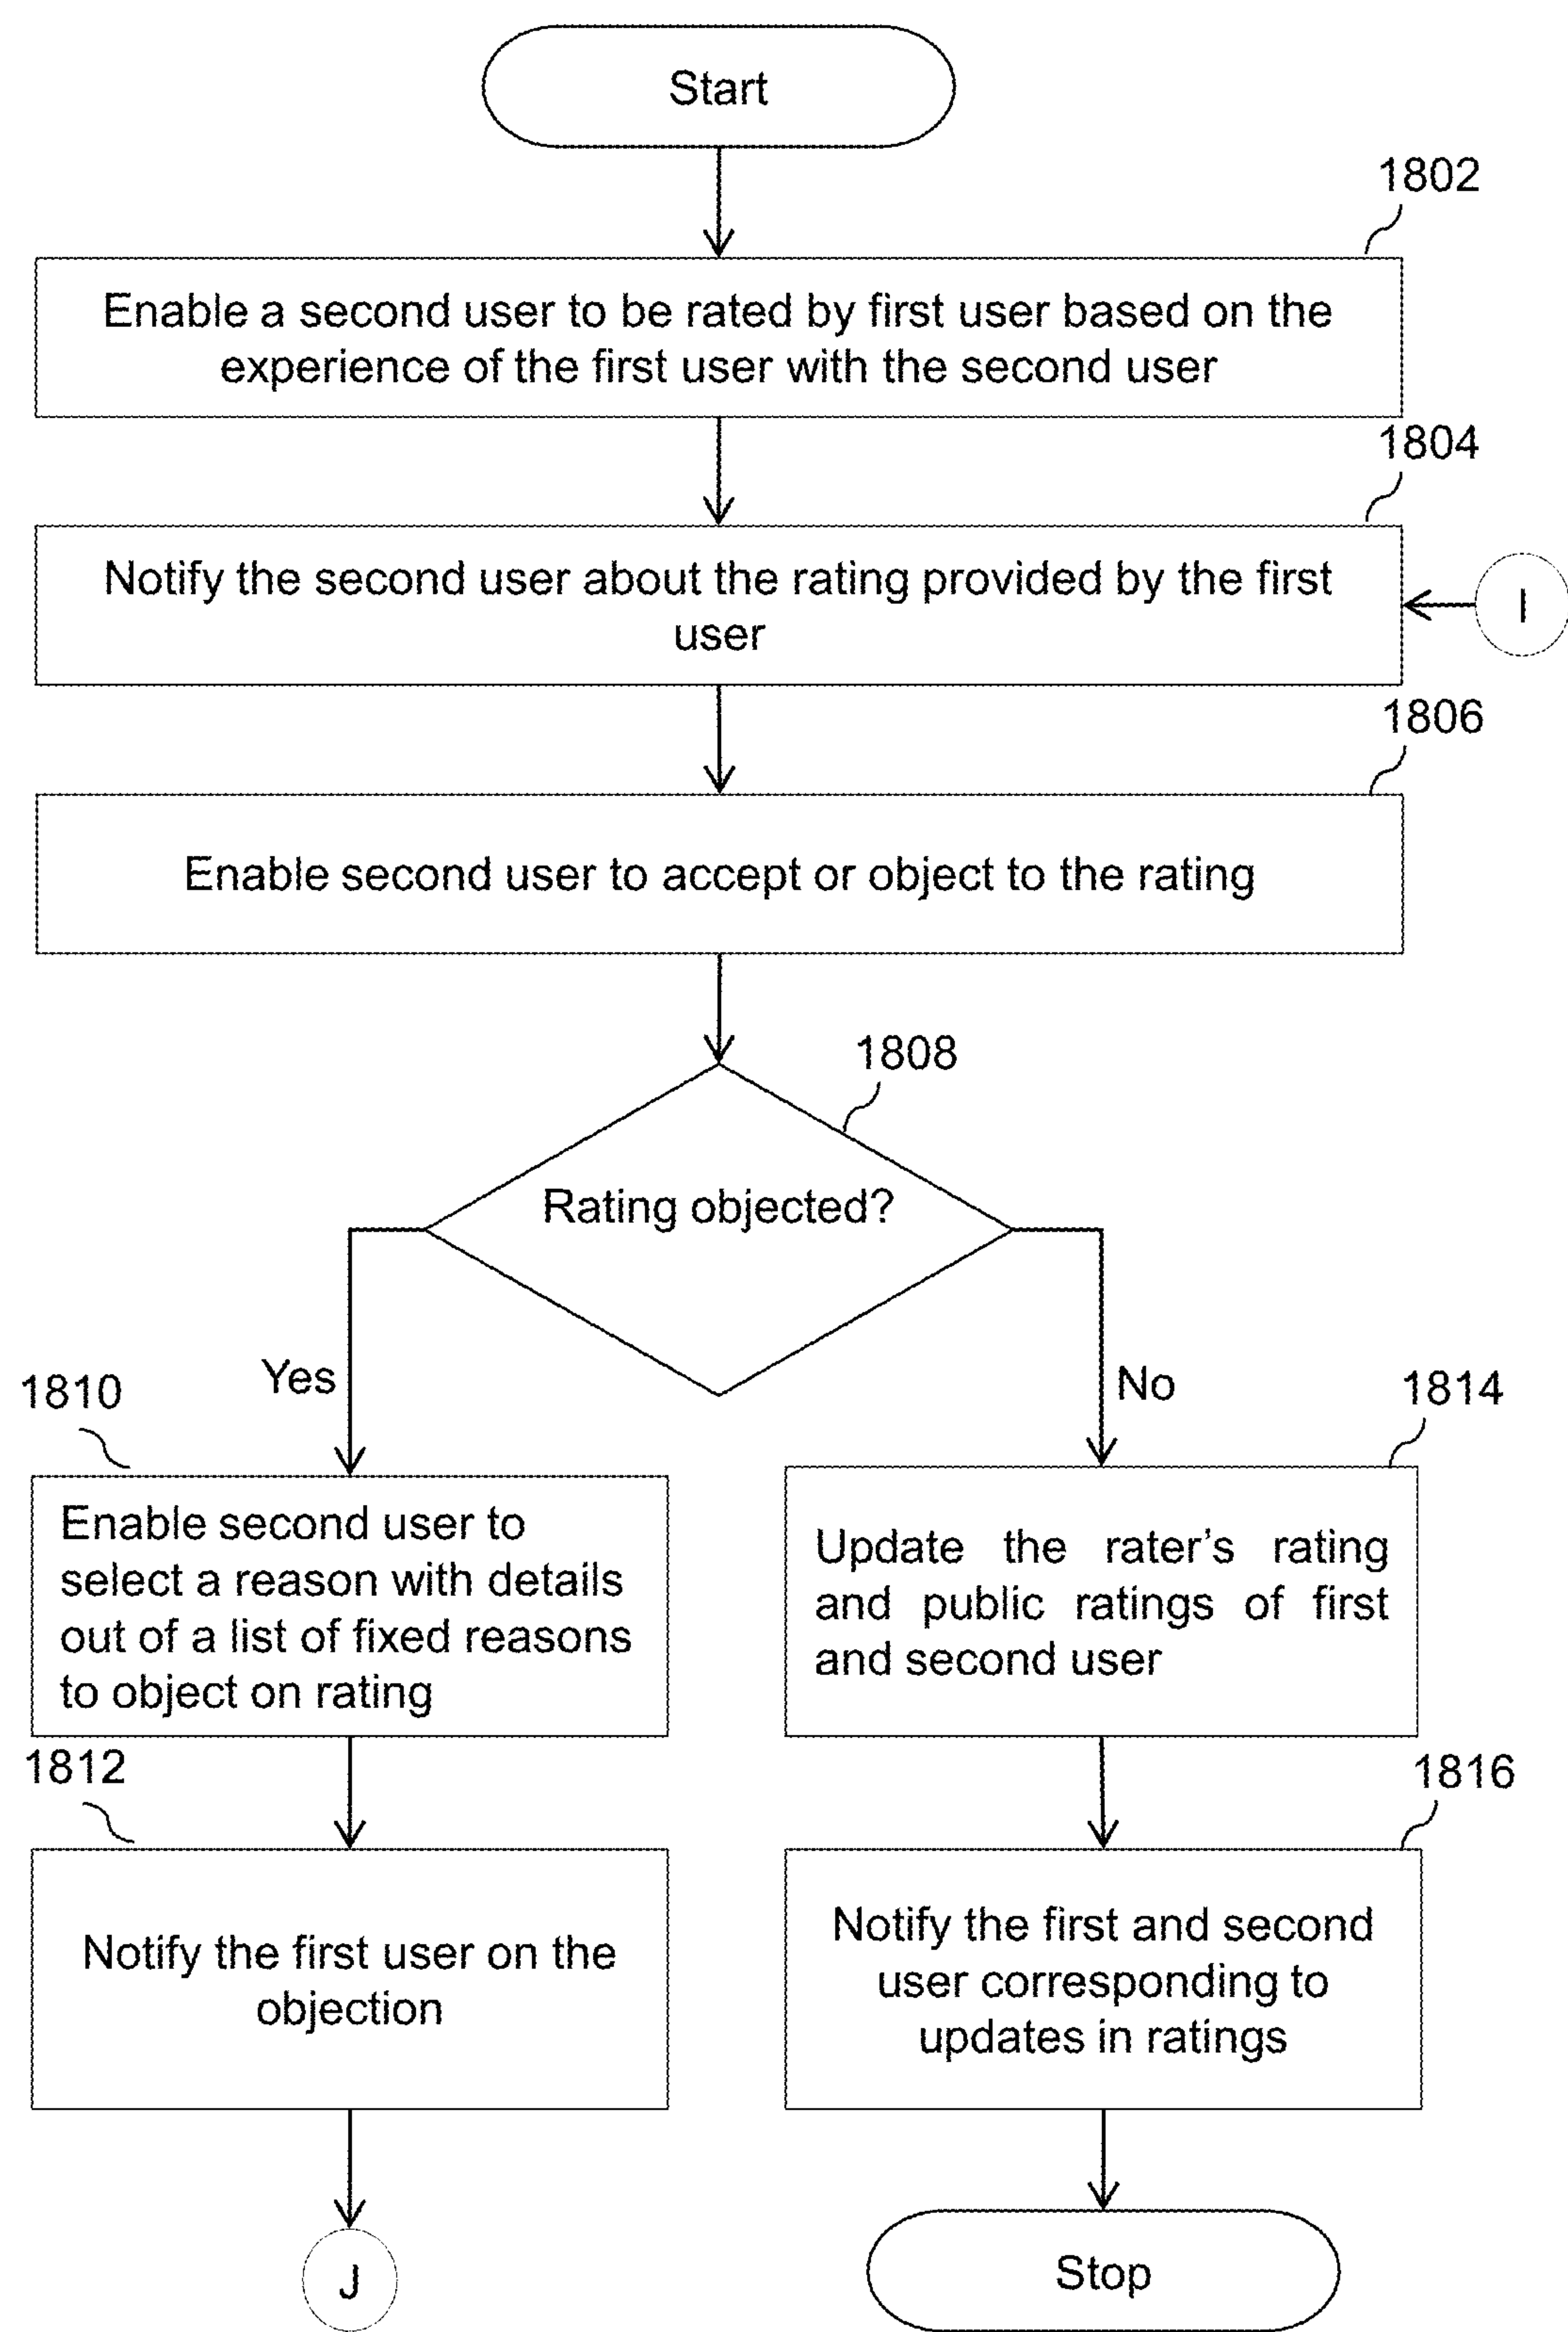 Start
1802
Enable a second user to be rated by first user based on the
experience of the first user with the second user
1804
Notify the second user about the rating provided by the first
user
I
1806
Enable second user to accept or object to the rating
1808
Rating objected?
Yes
No
1810
Enable second user to
select a reason with details
out of a list of fixed reasons
to object on rating
1814
Update the rater's rating
and public ratings of first
and second user
1812
Notify the first user on the
objection
1816
Notify the first and second
user corresponding to
updates in ratings
J
Stop